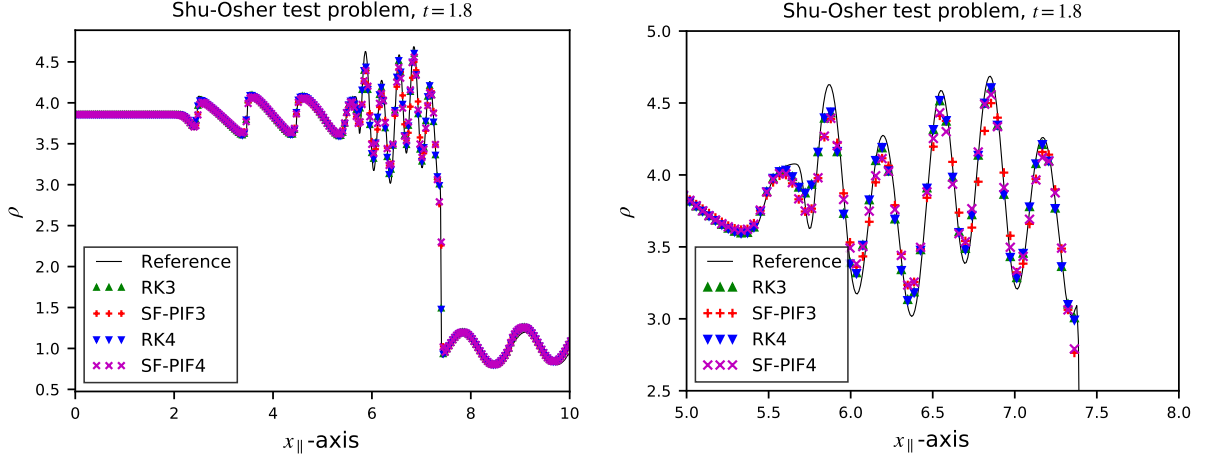 Shu-Osher test problem, t=1.8
4.5
4.0
3.5
3.0
2.5
2.0
1.5
1.0
0.5
ρ
Reference
RK3
SF-PIF3
RK4
SF-PIF4
0 2 4 6 8 10
x∥-axis
Shu-Osher test problem, t=1.8
5.0
4.5
4.0
3.5
3.0
2.5
ρ
Reference
RK3
SF-PIF3
RK4
SF-PIF4
5.0 5.5 6.0 6.5 7.0 7.5 8.0
x∥-axis